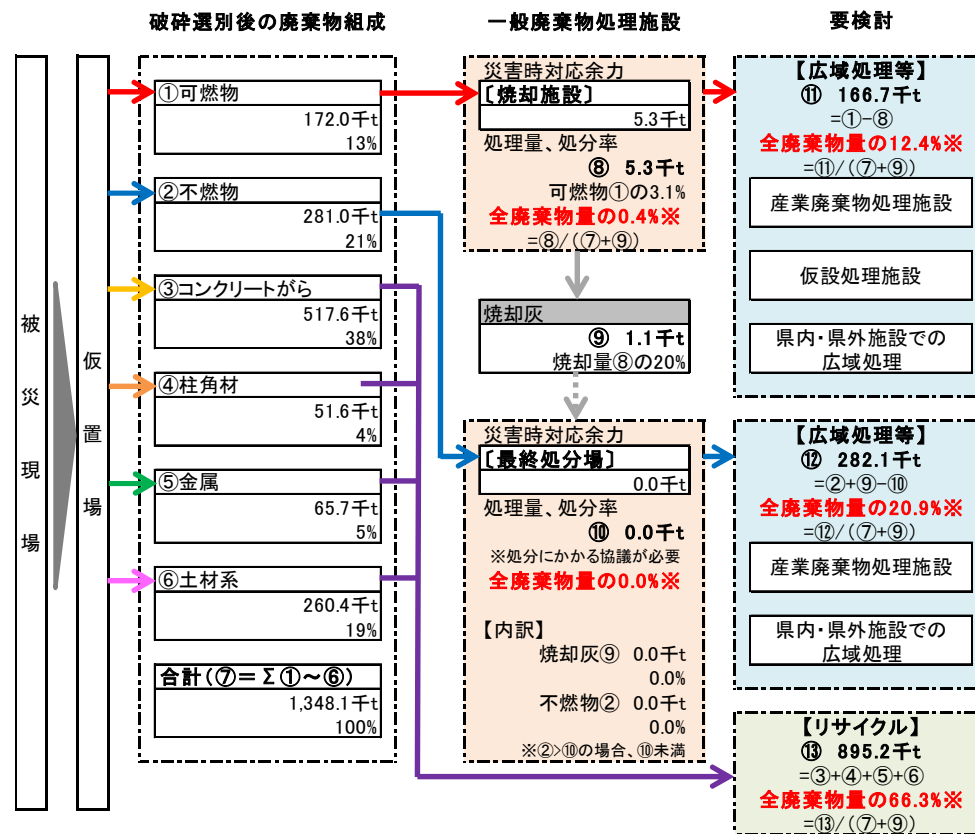 破砕選別後の廃棄物組成
一般廃棄物処理施設
要検討
被災現場
仮置場
①可燃物
172.0千t
13%
②不燃物
281.0千t
21%
③コンクリートがら
517.6千t
38%
④柱角材
51.6千t
4%
⑤金属
65.7千t
5%
⑥土材系
260.4千t
19%
合計(⑦=Σ①~⑥)
1,348.1千t
100%
災害時対応余力
〔焼却施設〕
5.3千t
処理量、処分率
⑧ 5.3千t
可燃物①の3.1%
全廃棄物量の0.4%※
=⑧/(⑦+⑨)
焼却灰
⑨ 1.1千t
焼却量⑧の20%
災害時対応余力
〔最終処分場〕
0.0千t
処理量、処分率
⑩ 0.0千t
※処分にかかる協議が必要
全廃棄物量の0.0%※
【内訳】
焼却灰⑨ 0.0千t
0.0%
不燃物② 0.0千t
0.0%
※②>⑩の場合、⑩未満
【広域処理等】
⑪ 166.7千t
=①-⑧
全廃棄物量の12.4%※
=⑪/(⑦+⑨)
産業廃棄物処理施設
仮設処理施設
県内・県外施設での
広域処理
【広域処理等】
⑫ 282.1千t
=②+⑨-⑩
全廃棄物量の20.9%※
=⑫/(⑦+⑨)
産業廃棄物処理施設
県内・県外施設での
広域処理
【リサイクル】
⑬ 895.2千t
=③+④+⑤+⑥
全廃棄物量の66.3%※
=⑬/(⑦+⑨)